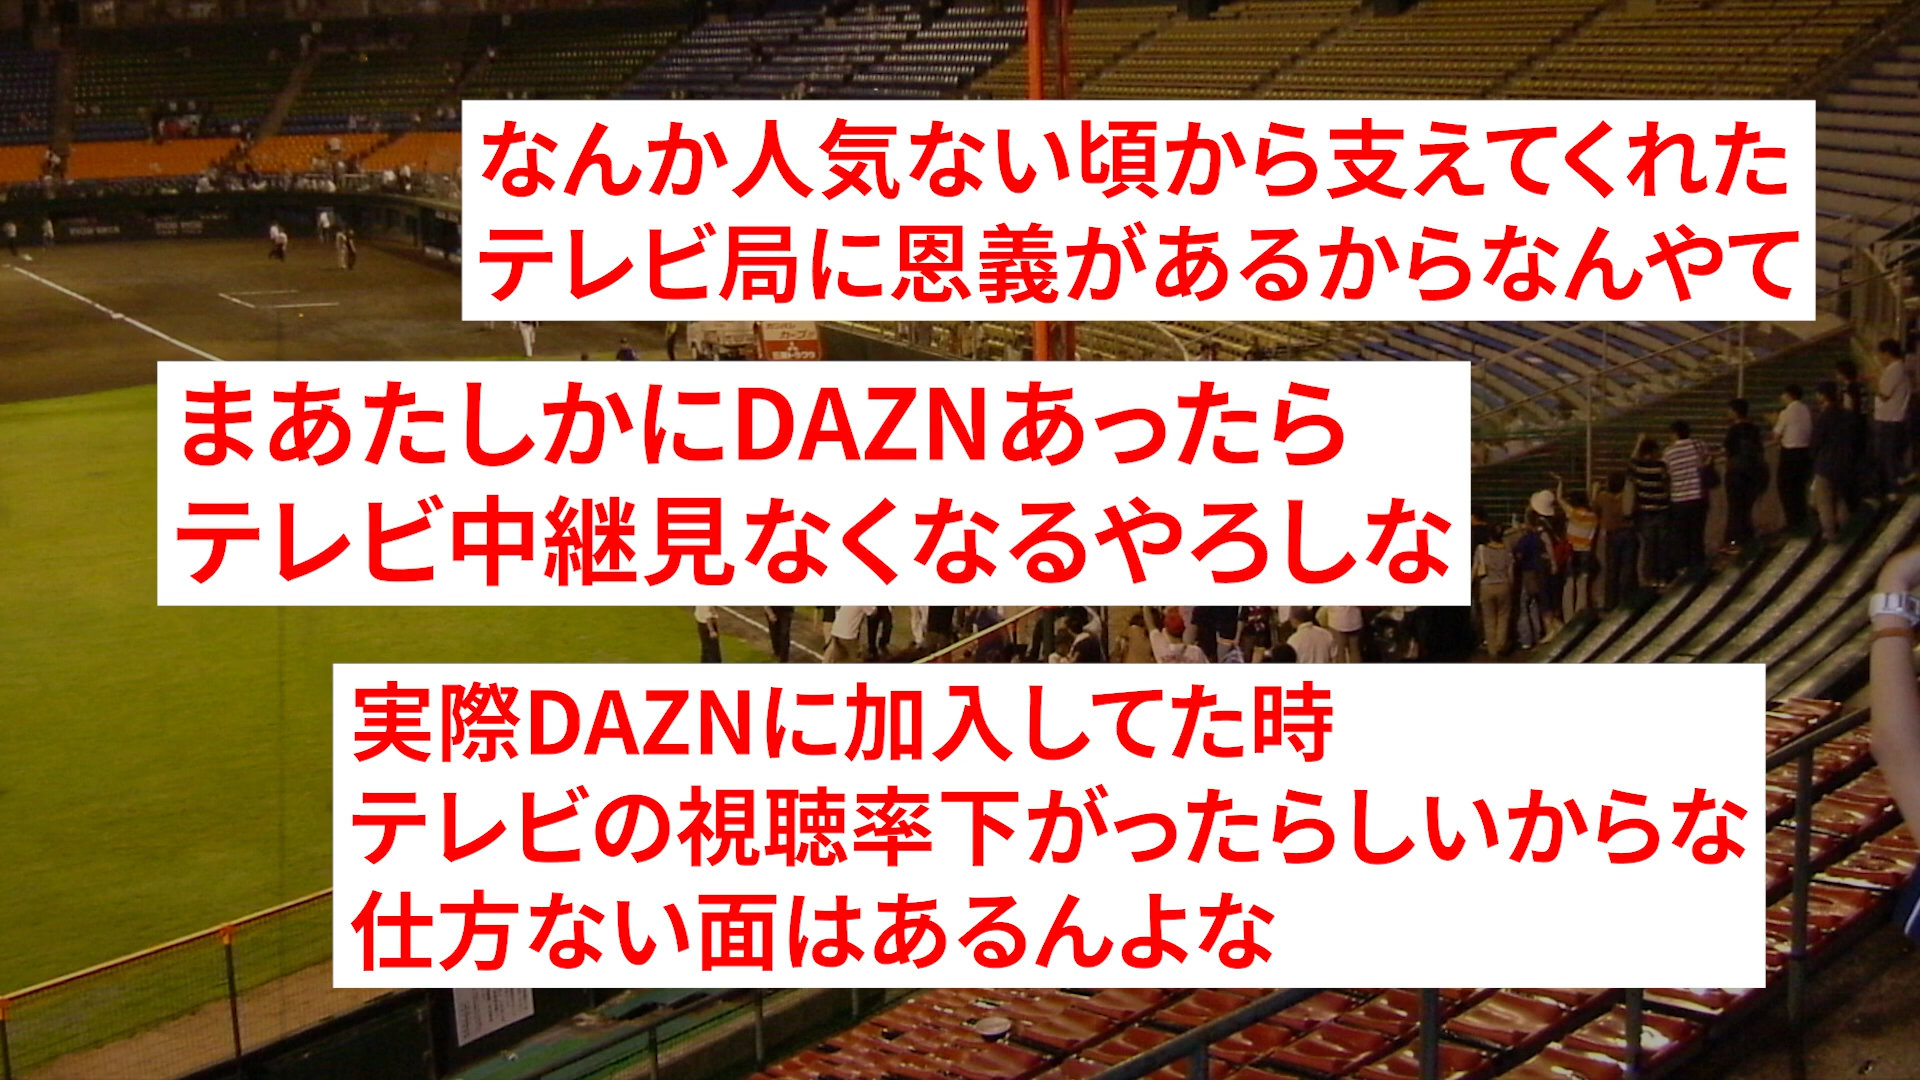 なんか人気ない頃から支えてくれた
テレビ局に恩義があるからなんやて
まあたしかにDAZNあったら
テレビ中継見なくなるやろしな
実際DAZNに加入してた時
テレビの視聴率下がったらしいからな
仕方ない面はあるんよな